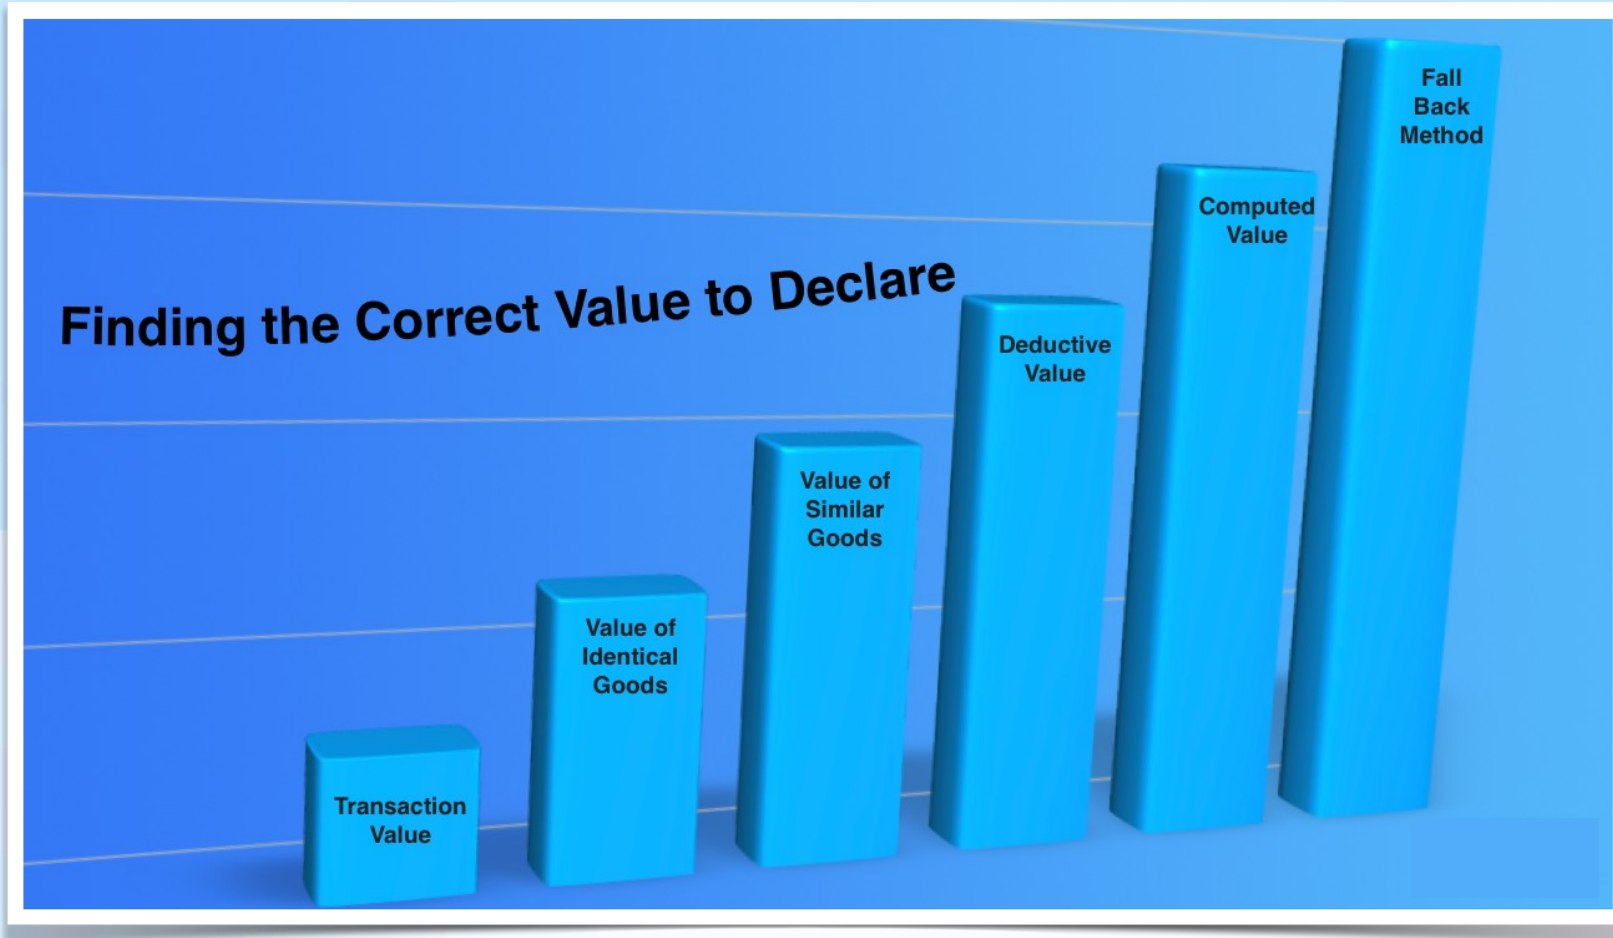 Finding the Correct Value to Declare
Transaction
Value
Value of
Identical
Goods
Value of
Similar
Goods
Deductive
Value
Computed
Value
Fall
Back
Method